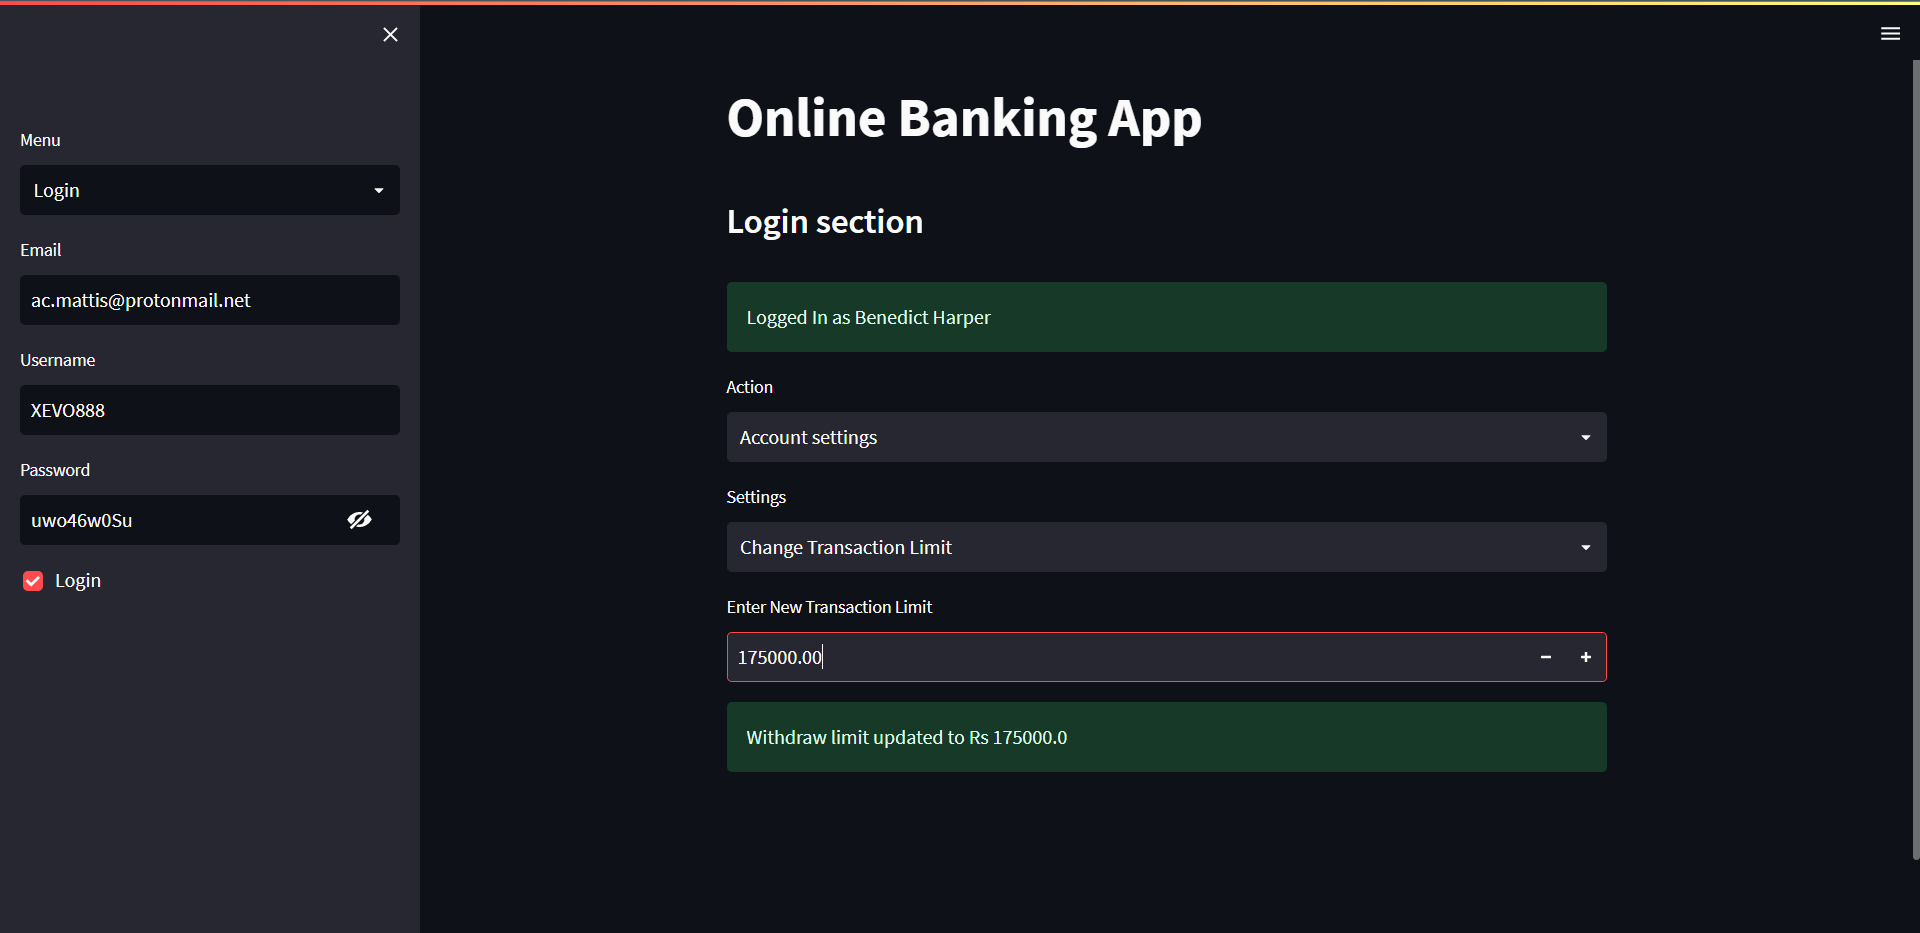 Menu
Login
Email
ac.mattis@protonmail.net
Username
XEVO888
Password
uwo46w0Su
Login
Online Banking App
Login section
Logged In as Benedict Harper
Action
Account settings
Settings
Change Transaction Limit
Enter New Transaction Limit
175000.00
Withdraw limit updated to Rs 175000.0